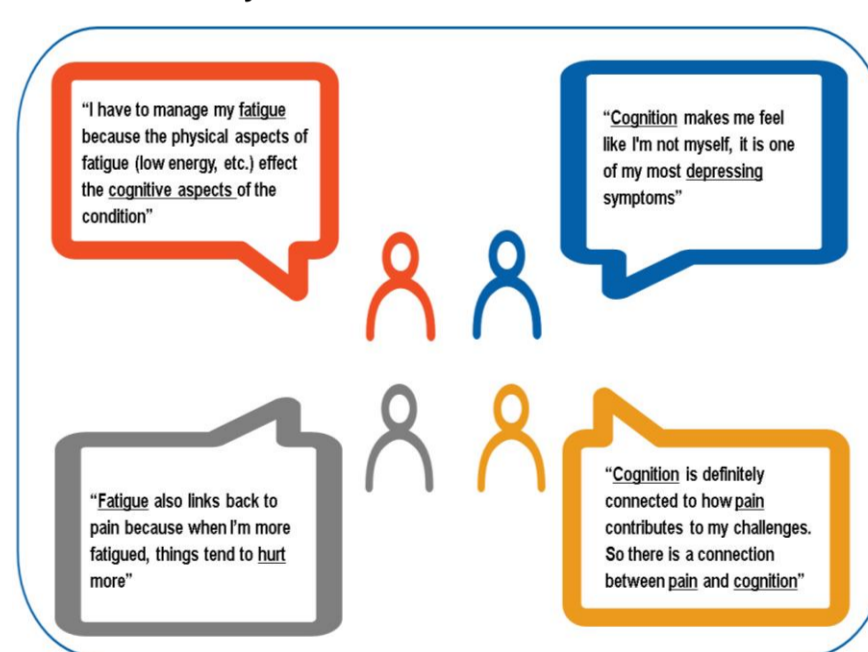 “I have to manage my fatigue
because the physical aspects of
fatigue (low energy, etc.) effect
the cognitive aspects of the
condition”
“Cognition makes me feel
like I'm not myself, it is one
of my most depressing
symptoms”
“Fatigue also links back to
pain because when I’m more
fatigued, things tend to hurt
more”
“Cognition is definitely
connected to how pain
contributes to my challenges.
So there is a connection
between pain and cognition”